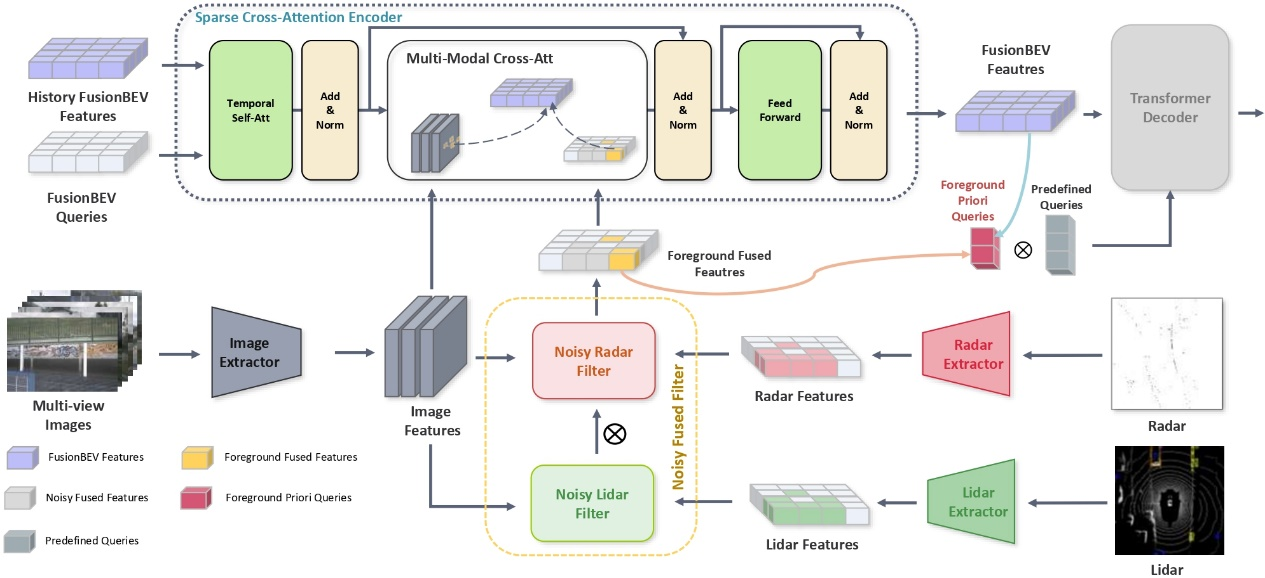 Sparse Cross-Attention Encoder
History FusionBEV
Features
FusionBEV
Queries
Temporal
Self-Att
Add
&
Norm
Multi-Modal Cross-Att
Add
&
Norm
Feed
Forward
Add
&
Norm
FusionBEV
Feautres
Transformer
Decoder
Foreground
Priori
Queries
Predefined
Queries
Foreground Fused
Feautres
Multi-view
Images
Image
Extractor
Image
Features
Noisy Radar
Filter
Noisy Lidar
Filter
Noisy Fused Filter
Radar Features
Radar
Extractor
Radar
Lidar Features
Lidar
Extractor
Lidar
FusionBEV Features
Foreground Fused Features
Noisy Fused Features
Foreground Priori Queries
Predefined Queries